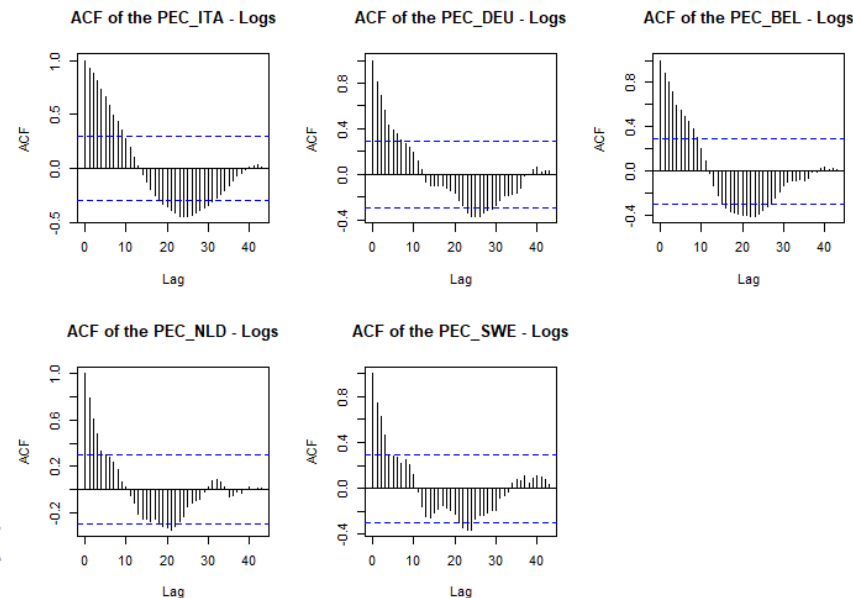 ACF of the PEC_ITA - Logs
ACF
1.0
0.5
0.0
-0.5
0 10 20 30 40
Lag
ACF of the PEC_DEU - Logs
ACF
0.8
0.4
0.0
-0.4
0 10 20 30 40
Lag
ACF of the PEC_BEL - Logs
ACF
0.8
0.4
0.0
-0.4
0 10 20 30 40
Lag
ACF of the PEC_NLD - Logs
ACF
1.0
0.6
0.2
-0.2
0 10 20 30 40
Lag
ACF of the PEC_SWE - Logs
ACF
0.8
0.4
0.0
-0.4
0 10 20 30 40
Lag